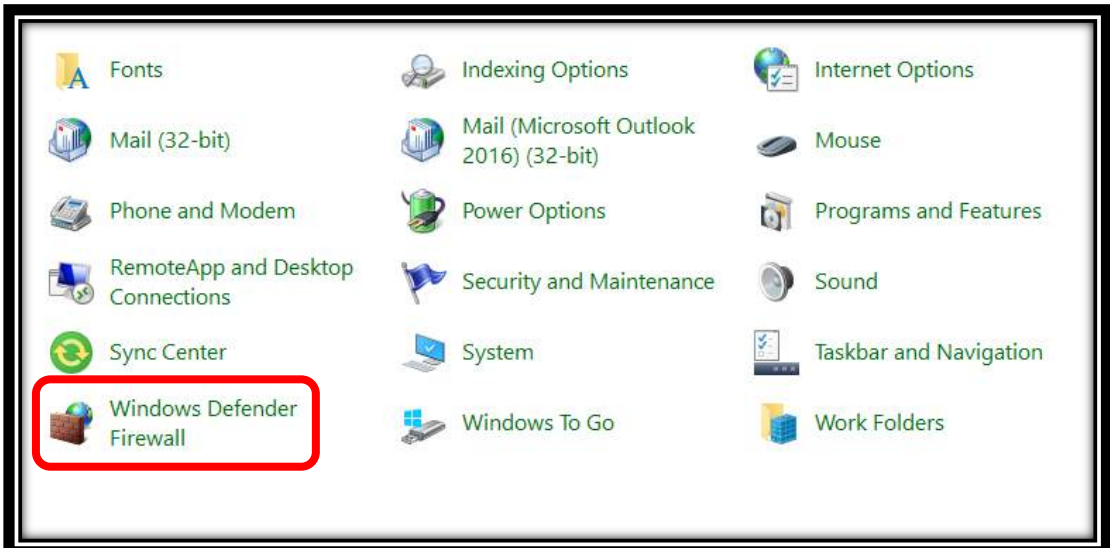 Fonts
Indexing Options
Internet Options
Mail (32-bit)
Mail (Microsoft Outlook
2016) (32-bit)
Mouse
Phone and Modem
Power Options
Programs and Features
RemoteApp and Desktop
Connections
Security and Maintenance
Sound
Sync Center
System
Taskbar and Navigation
Windows Defender
Firewall
Windows To Go
Work Folders